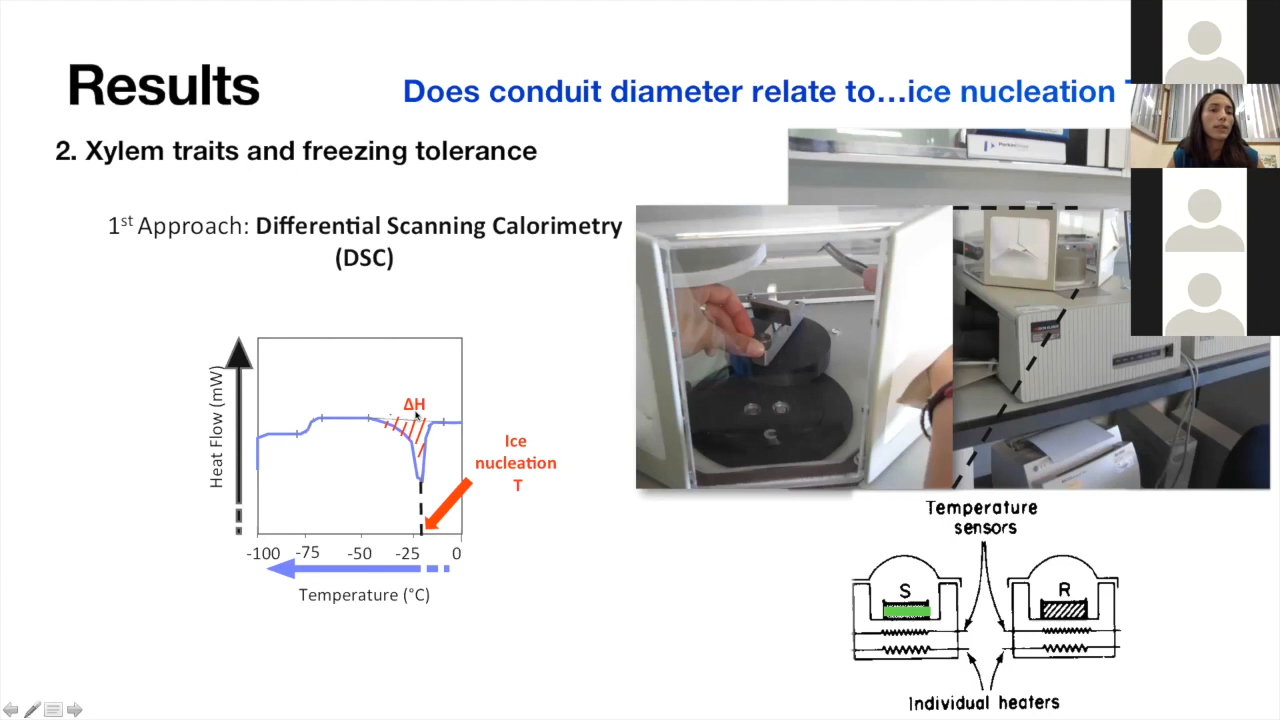 Results
Does conduit diameter relate to…ice nucleation
2. Xylem traits and freezing tolerance
1st Approach: Differential Scanning Calorimetry
(DSC)
Heat Flow (mW)
ΔH
Ice
nucleation
T
-100 -75 -50 -25 0
Temperature (°C)
Temperature
sensors
S
R
Individual heaters